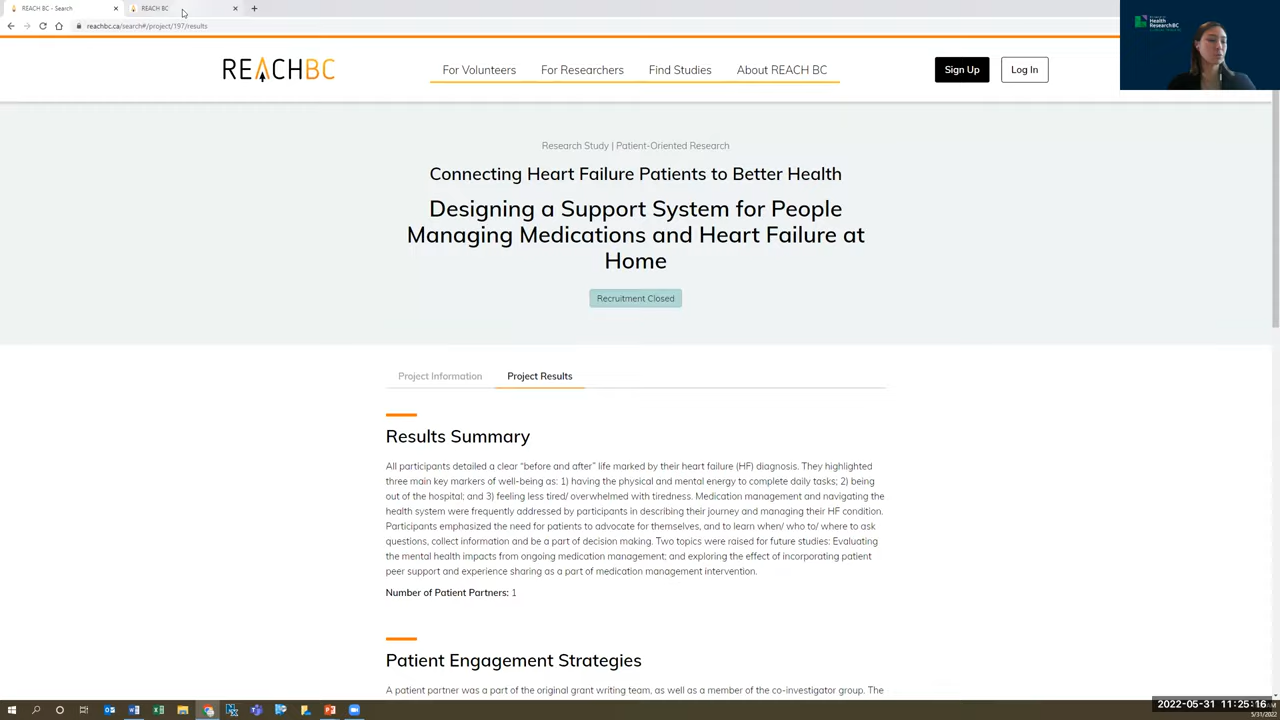 REACH BC - Search
REACH BC
reachbc.ca/search#/project/197/results
REACHBC
For Volunteers
For Researchers
Find Studies
About REACH BC
Sign Up
Log In
Health
ResearchBC
Research Study | Patient-Oriented Research
Connecting Heart Failure Patients to Better Health
Designing a Support System for People
Managing Medications and Heart Failure at
Home
Recruitment Closed
Project Information
Project Results
Results Summary
All participants detailed a clear “before and after” life marked by their heart failure (HF) diagnosis. They highlighted
three main key markers of well-being as: 1) having the physical and mental energy to complete daily tasks; 2) being
out of the hospital; and 3) feeling less tired/ overwhelmed with tiredness. Medication management and navigating the
health system were frequently addressed by participants in describing their journey and managing their HF condition.
Participants emphasized the need for patients to advocate for themselves, and to learn when/ who to/ where to ask
questions, collect information and be a part of decision making. Two topics were raised for future studies: Evaluating
the mental health impacts from ongoing medication management; and exploring the effect of incorporating patient
peer support and experience sharing as a part of medication management intervention.
Number of Patient Partners: 1
Patient Engagement Strategies
A patient partner was a part of the original grant writing team, as well as a member of the co-investigator group. The
2022-05-31 11:25:16
5/31/2022